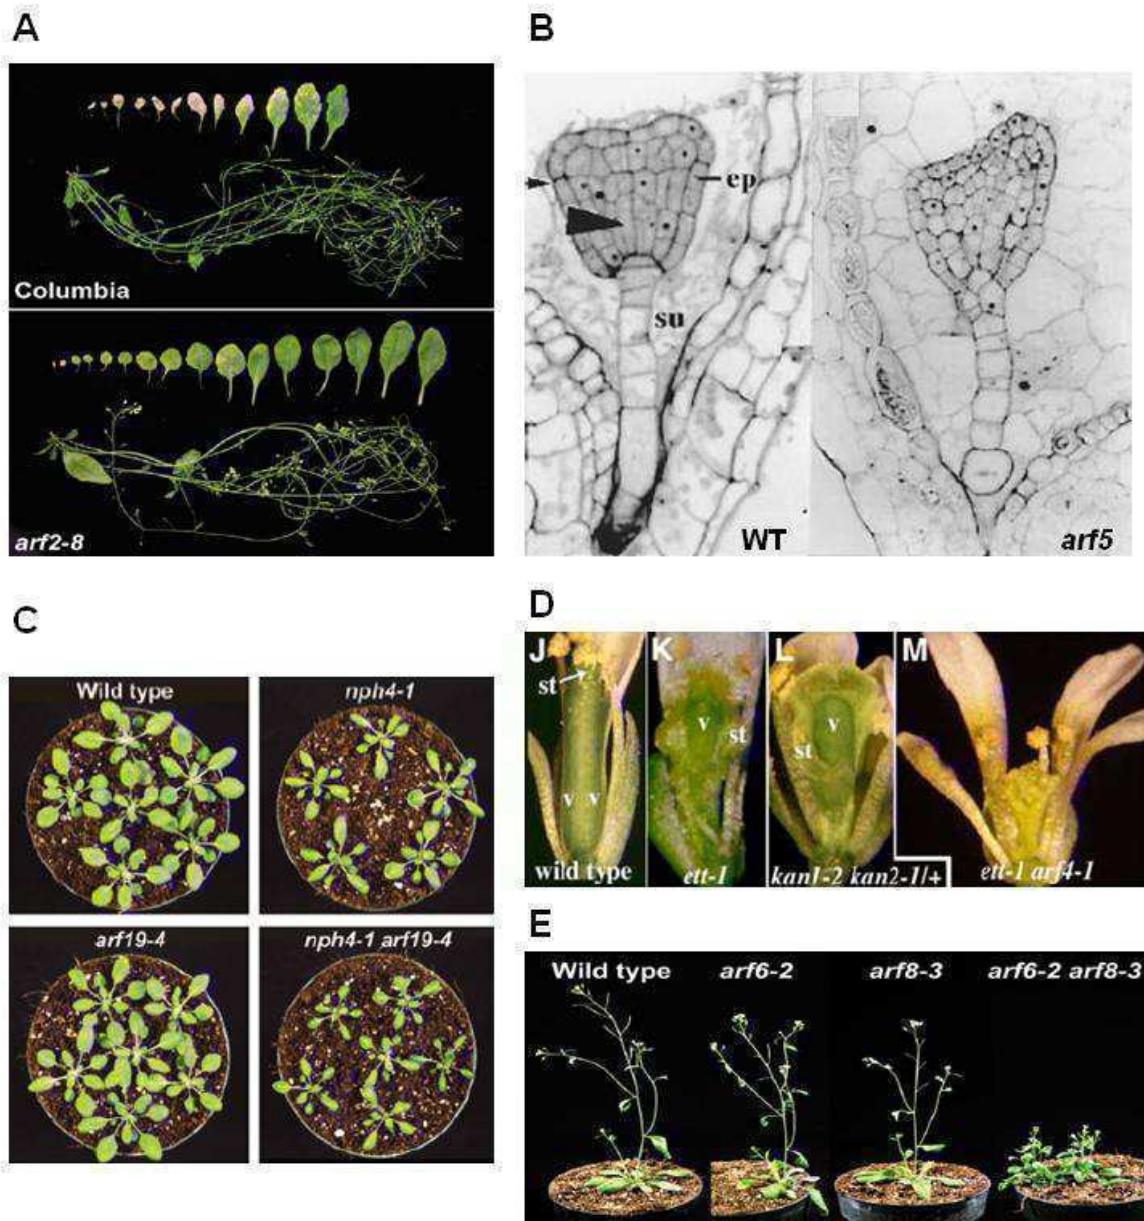 A
Columbia
arf2-8
B
ep
su
WT
arf5
C
Wild type
nph4-1
arf19-4
nph4-1 arf19-4
D
J
st
v v
wild type
K
v
st
ett-1
L
v
st
kan1-2 kan2-1/+
M
ett-1 arf4-1
E
Wild type
arf6-2
arf8-3
arf6-2 arf8-3